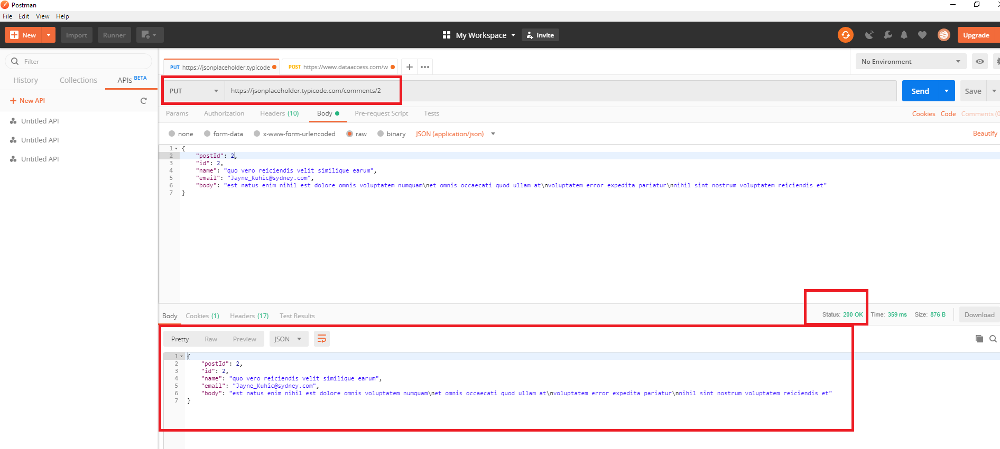 Postman
File Edit View Help
New Import Runner My Workspace Invite Upgrade
Filter
History Collections APIs BETA
+ New API
Untitled API
Untitled API
Untitled API
PUT https://jsonplaceholder.typicode POST https://www.dataaccess.com/w + ••• No Environment
PUT https://jsonplaceholder.typicode.com/comments/2 Send Save
Params Authorization Headers (10) Body Pre-request Script Tests Cookies Code Comments (0
none form-data x-www-form-urlencoded raw binary JSON (application/json) Beautify
1 {
2 "postId": 2,
3 "id": 2,
4 "name": "quo vero reiciendis velit similique earum",
5 "email": "Jayne_Kuhic@sydney.com",
6 "body": "est natus enim nihil est dolore omnis voluptatem numquam\net omnis occaecati quod ullam at\nvoluptatem error expedita pariatur\nnihil sint nostrum voluptatem reiciendis et"
7 }
Body Cookies (1) Headers (17) Test Results Status: 200 OK Time: 359 ms Size: 876 B Download
Pretty Raw Preview JSON
1 {
2 "postId": 2,
3 "id": 2,
4 "name": "quo vero reiciendis velit similique earum",
5 "email": "Jayne_Kuhic@sydney.com",
6 "body": "est natus enim nihil est dolore omnis voluptatem numquam\net omnis occaecati quod ullam at\nvoluptatem error expedita pariatur\nnihil sint nostrum voluptatem reiciendis et"
7 }